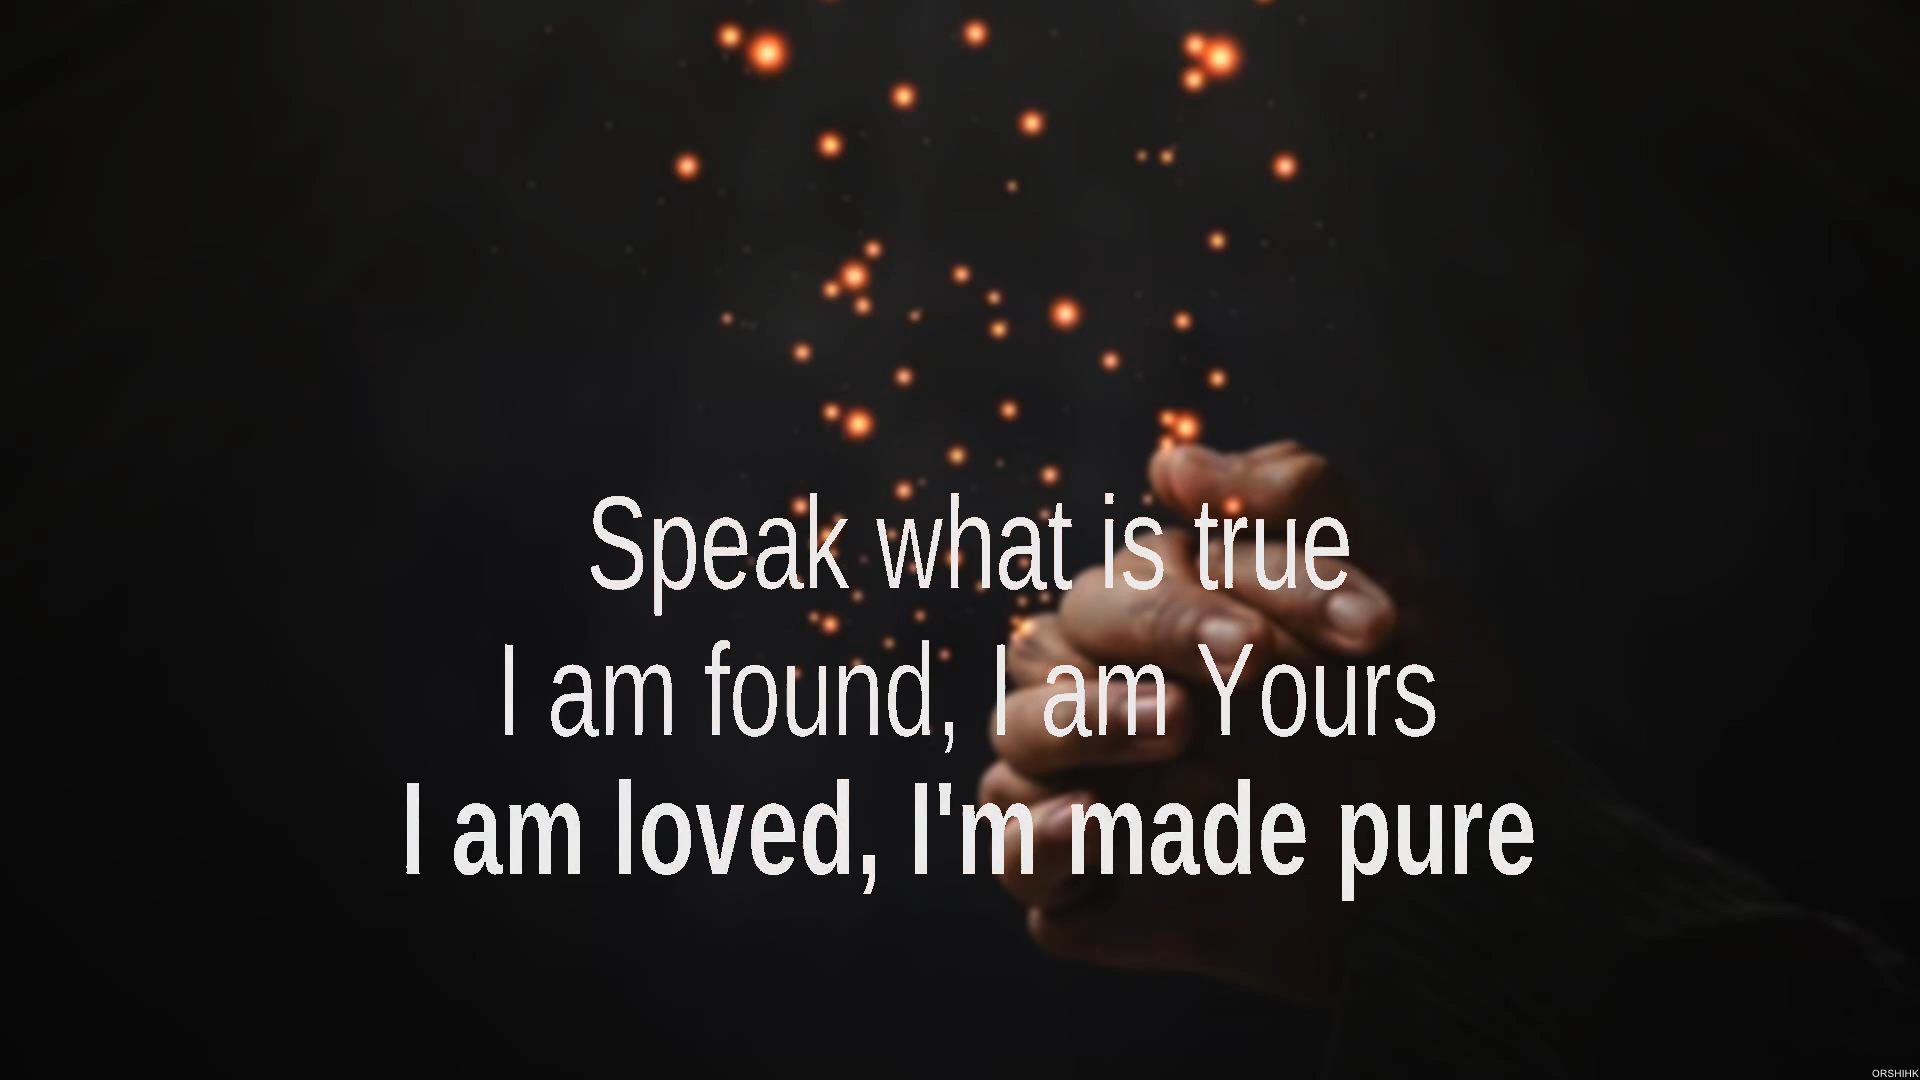 Speak what is true
I am found, I am Yours
I am loved, I'm made pure
ORSHIHK